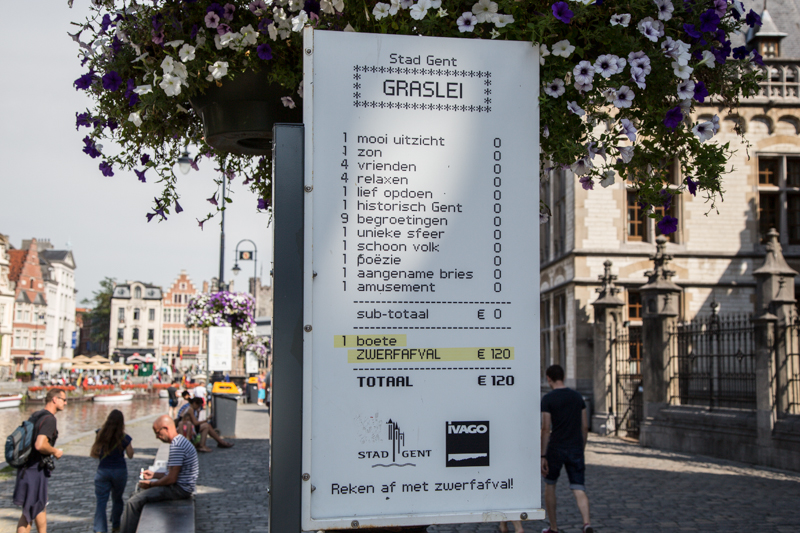 Stad Gent
********************
GRASLEI
********************
1 mooi uitzicht 0
1 zon 0
4 vrienden 0
4 relaxen 0
1 lief opdoen 0
1 historisch Gent 0
9 begroetingen 0
1 unieke sfeer 0
1 schoon volk 0
1 poëzie 0
1 aangename bries 0
1 amusement 0
sub-totaal € 0
1 boete
ZWERFAFVAL € 120
TOTAAL € 120
STAD GENT
iVAGO
Reken af met zwerfafval!